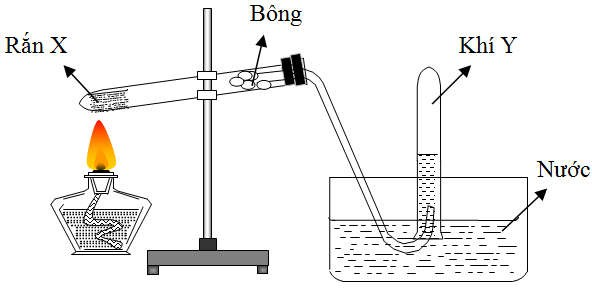 Bông
Rắn X
Khí Y
Nước